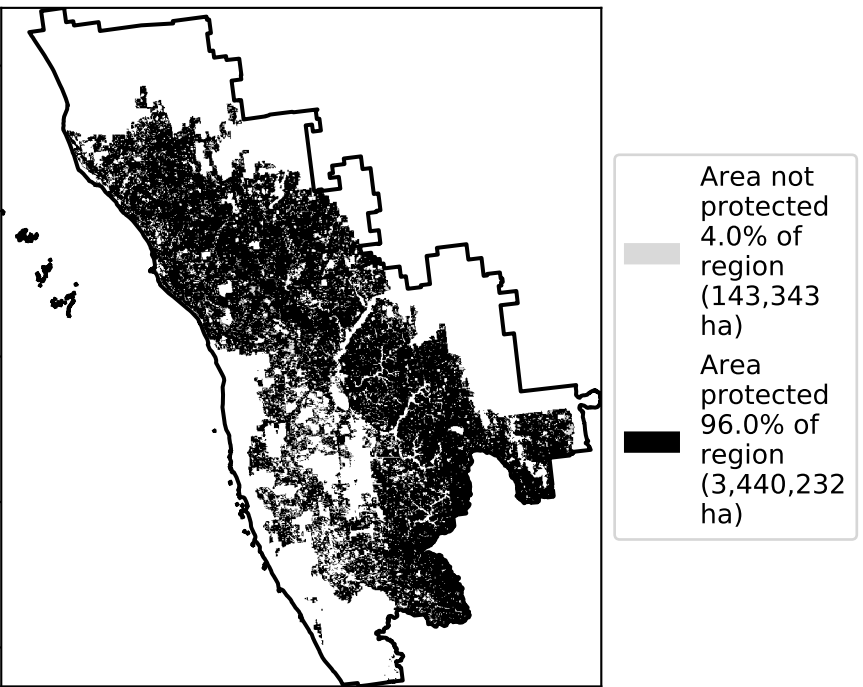 Area not
protected
4.0% of
region
(143,343
ha)
Area
protected
96.0% of
region
(3,440,232
ha)